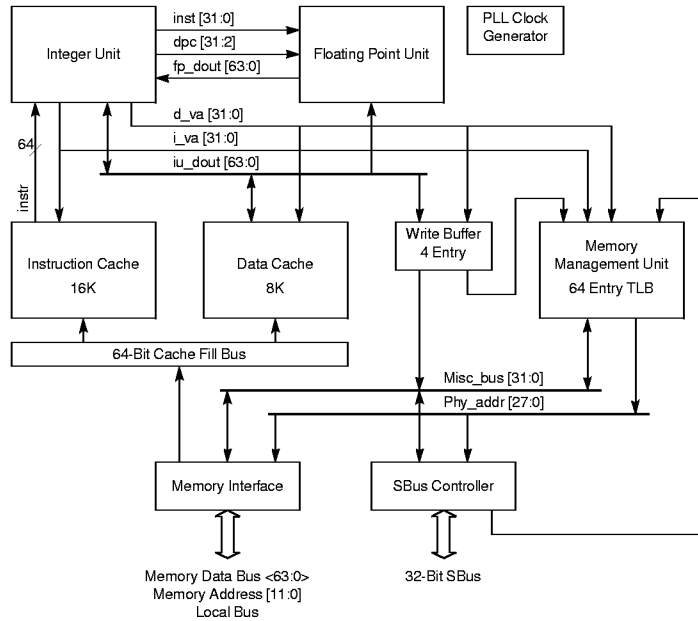 inst [31:0]
Integer Unit
dpc [31:2]
Floating Point Unit
PLL Clock
Generator
fp_dout [63:0]
d_va [31:0]
i_va [31:0]
64
iu_dout [63:0]
instr
Instruction Cache
16K
Data Cache
8K
Write Buffer
4 Entry
Memory
Management Unit
64 Entry TLB
64-Bit Cache Fill Bus
Misc_bus [31:0]
Phy_addr [27:0]
Memory Interface
SBus Controller
Memory Data Bus <63:0>
Memory Address [11:0]
Local Bus
32-Bit SBus